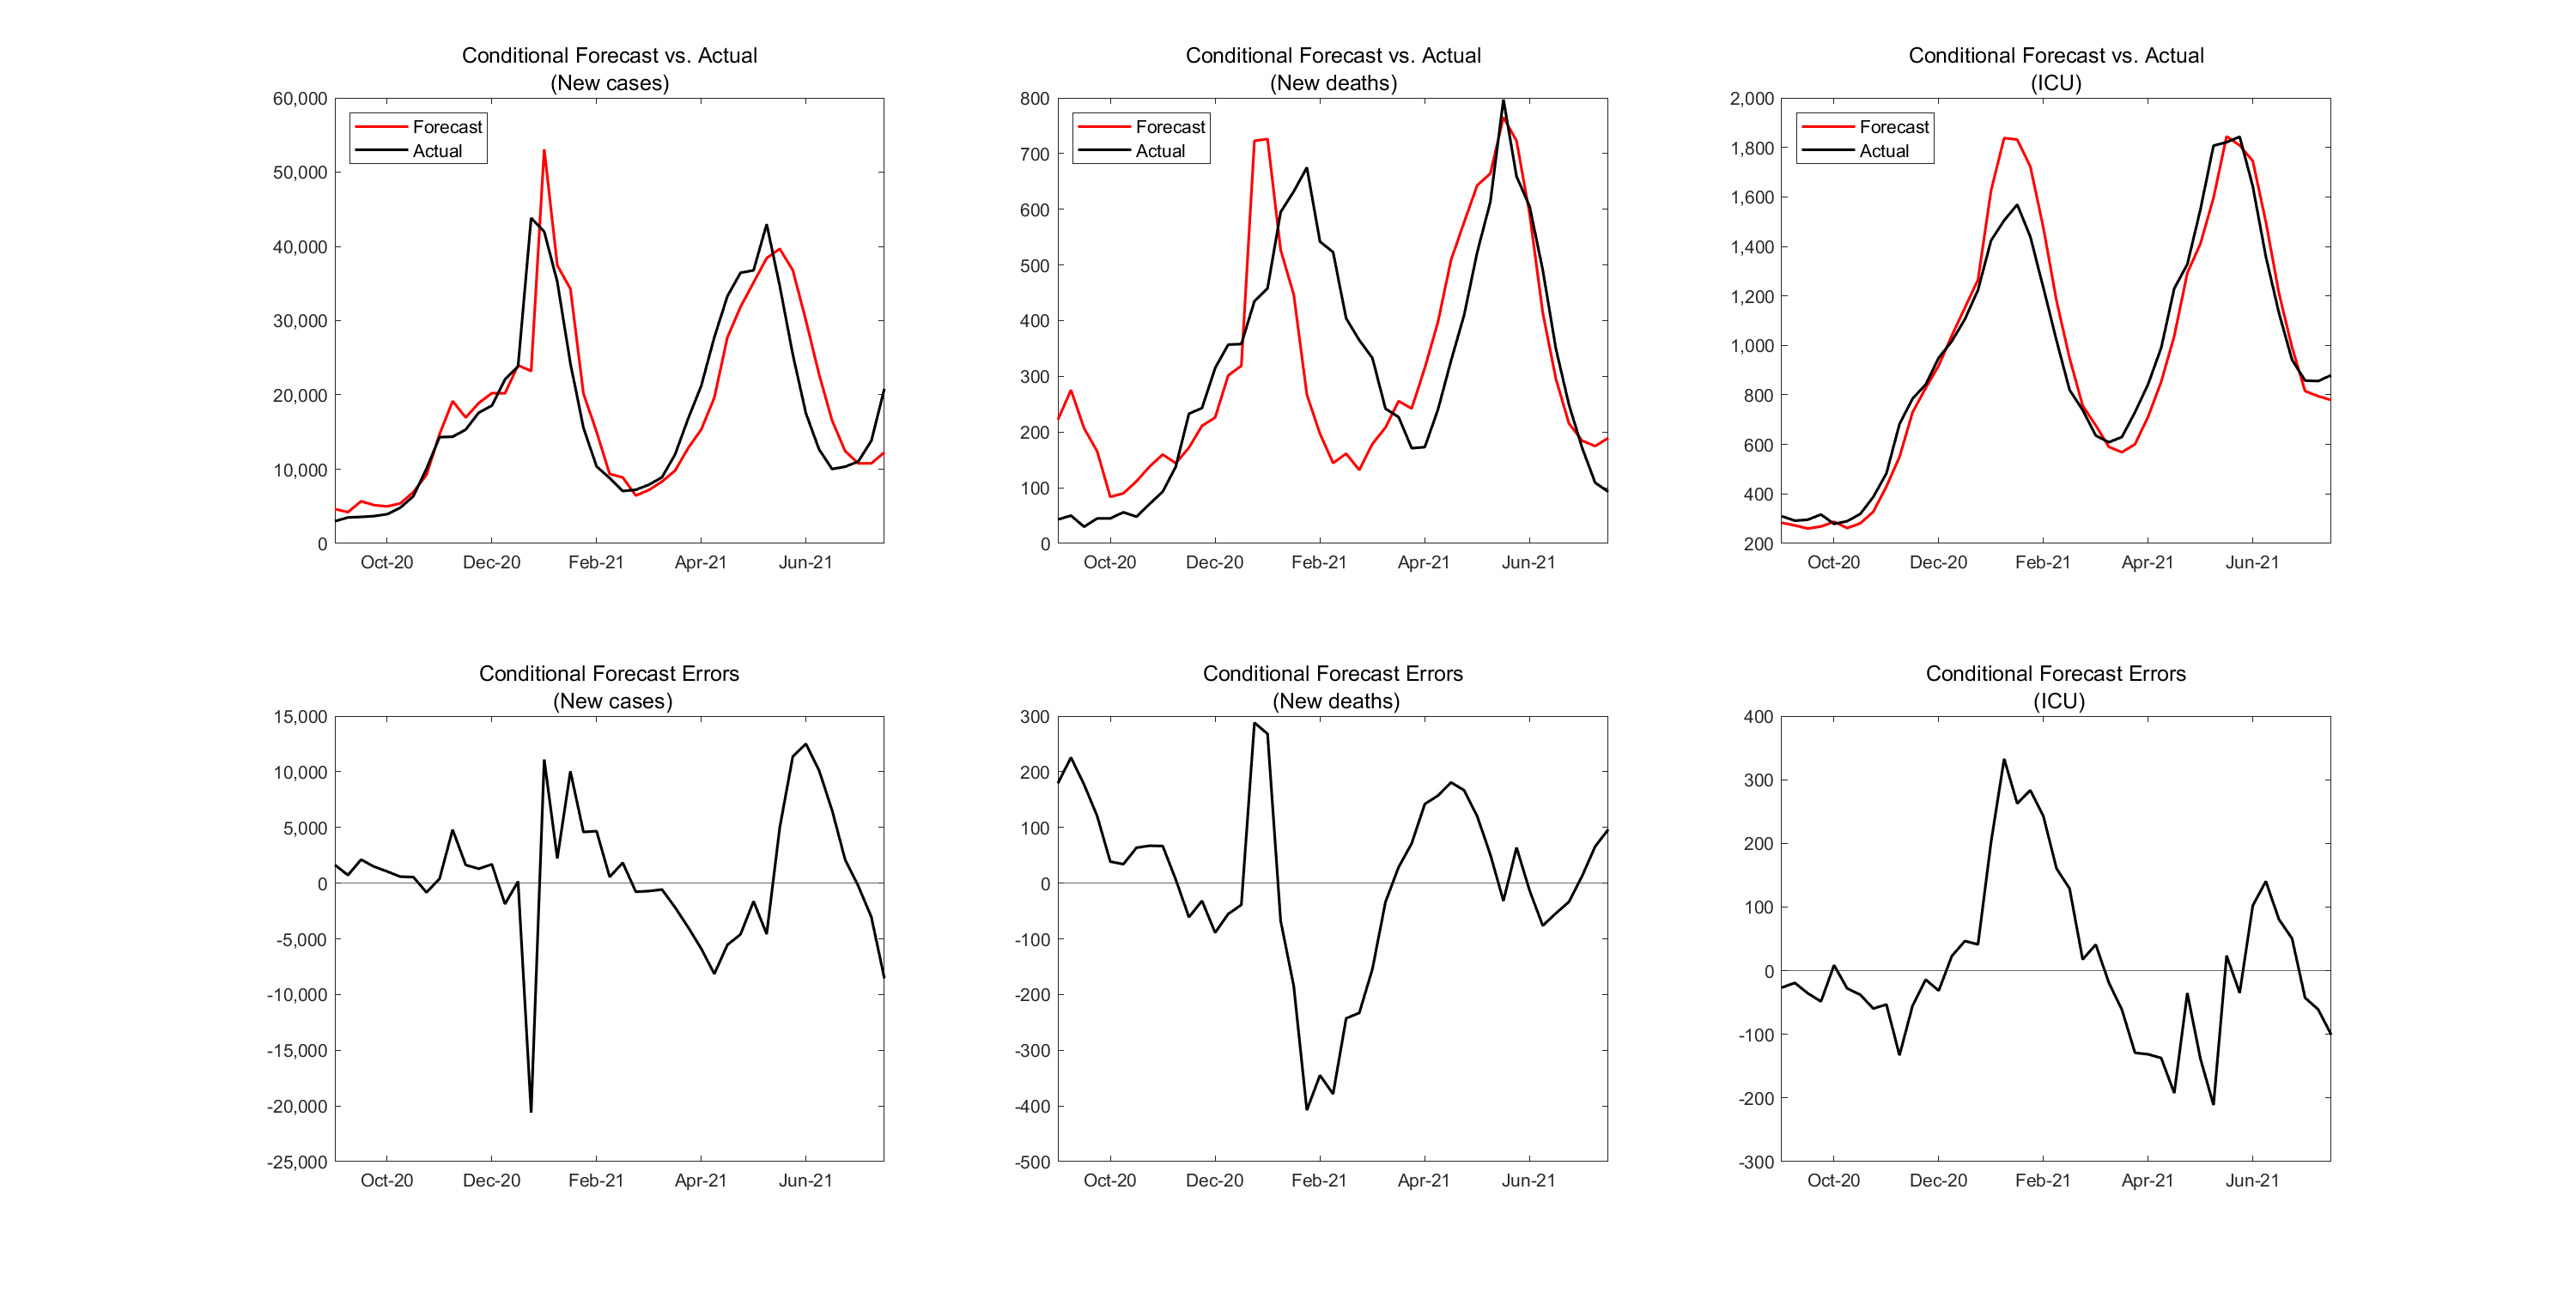 Conditional Forecast vs. Actual
(New cases)
60,000
50,000
40,000
30,000
20,000
10,000
0
Forecast
Actual
Oct-20 Dec-20 Feb-21 Apr-21 Jun-21
Conditional Forecast vs. Actual
(New deaths)
800
700
600
500
400
300
200
100
0
Forecast
Actual
Oct-20 Dec-20 Feb-21 Apr-21 Jun-21
Conditional Forecast vs. Actual
(ICU)
2,000
1,800
1,600
1,400
1,200
1,000
800
600
400
200
Forecast
Actual
Oct-20 Dec-20 Feb-21 Apr-21 Jun-21
Conditional Forecast Errors
(New cases)
15,000
10,000
5,000
0
-5,000
-10,000
-15,000
-20,000
-25,000
Oct-20 Dec-20 Feb-21 Apr-21 Jun-21
Conditional Forecast Errors
(New deaths)
300
200
100
0
-100
-200
-300
-400
-500
Oct-20 Dec-20 Feb-21 Apr-21 Jun-21
Conditional Forecast Errors
(ICU)
400
300
200
100
0
-100
-200
-300
Oct-20 Dec-20 Feb-21 Apr-21 Jun-21